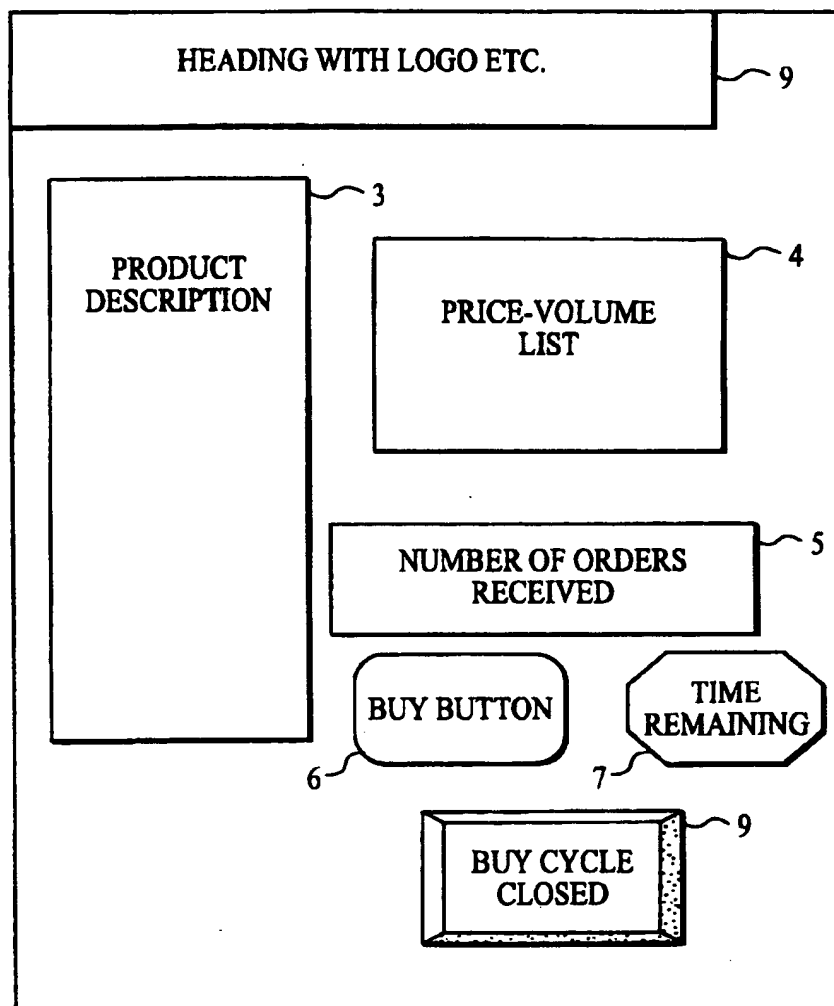 HEADING WITH LOGO ETC.
9
3
PRODUCT
DESCRIPTION
4
PRICE-VOLUME
LIST
5
NUMBER OF ORDERS
RECEIVED
BUY BUTTON
6
TIME
REMAINING
7
9
BUY CYCLE
CLOSED